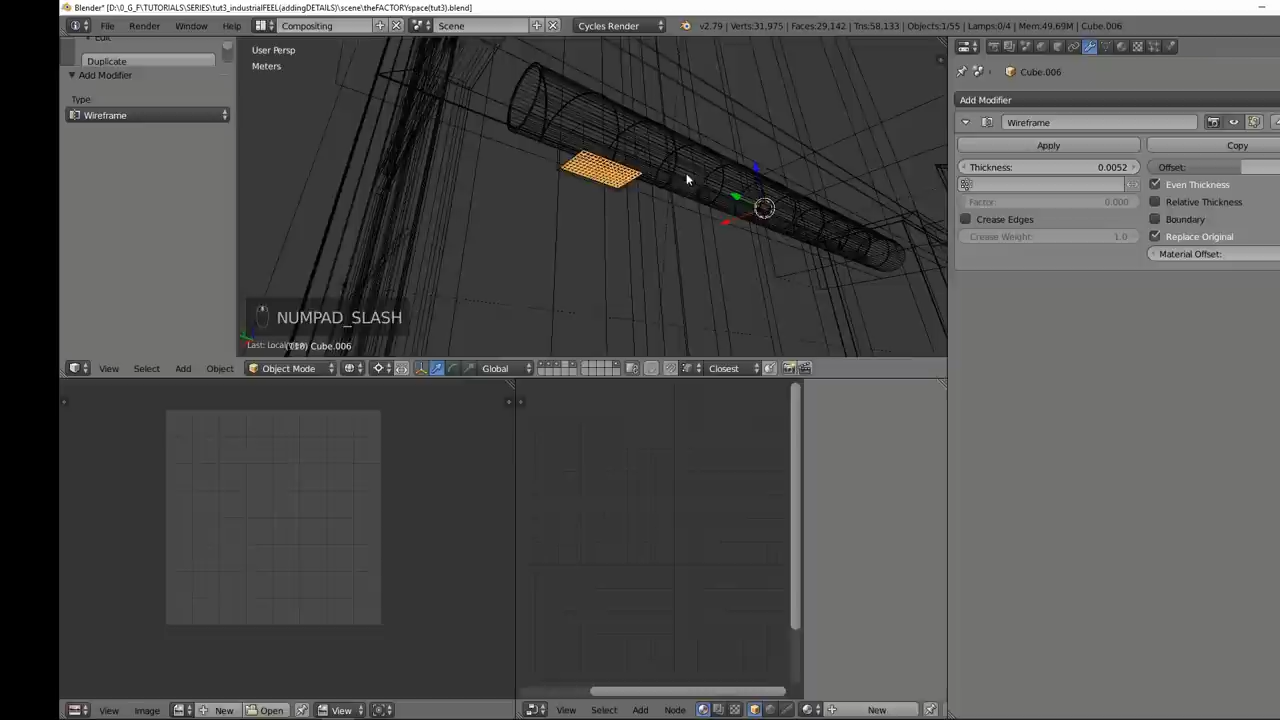 Blender* [D:\0_G_F\TUTORIALS\SERIES\tut3_industrialFEEL(addingDETAILS)\scene\theFACTORYspace(tut3).blend]
File Render Window Help Compositing Scene Cycles Render v2.79 | Verts:31,975 | Faces:29,142 | Tris:58,133 | Objects:1/55 | Lamps:0/4 | Mem:49.69M | Cube.006
Duplicate
Add Modifier
Type
Wireframe
User Persp
Meters
NUMPAD_SLASH
Cube.006
View Select Add Object Object Mode Global Closest
Cube.006
Add Modifier
Wireframe
Apply Copy
Thickness: 0.0052 Offset:
Even Thickness
Factor: 0.000 Relative Thickness
Crease Edges Boundary
Crease Weight: 1.0 Replace Original
Material Offset:
View Image New Open View
View Select Add Node New